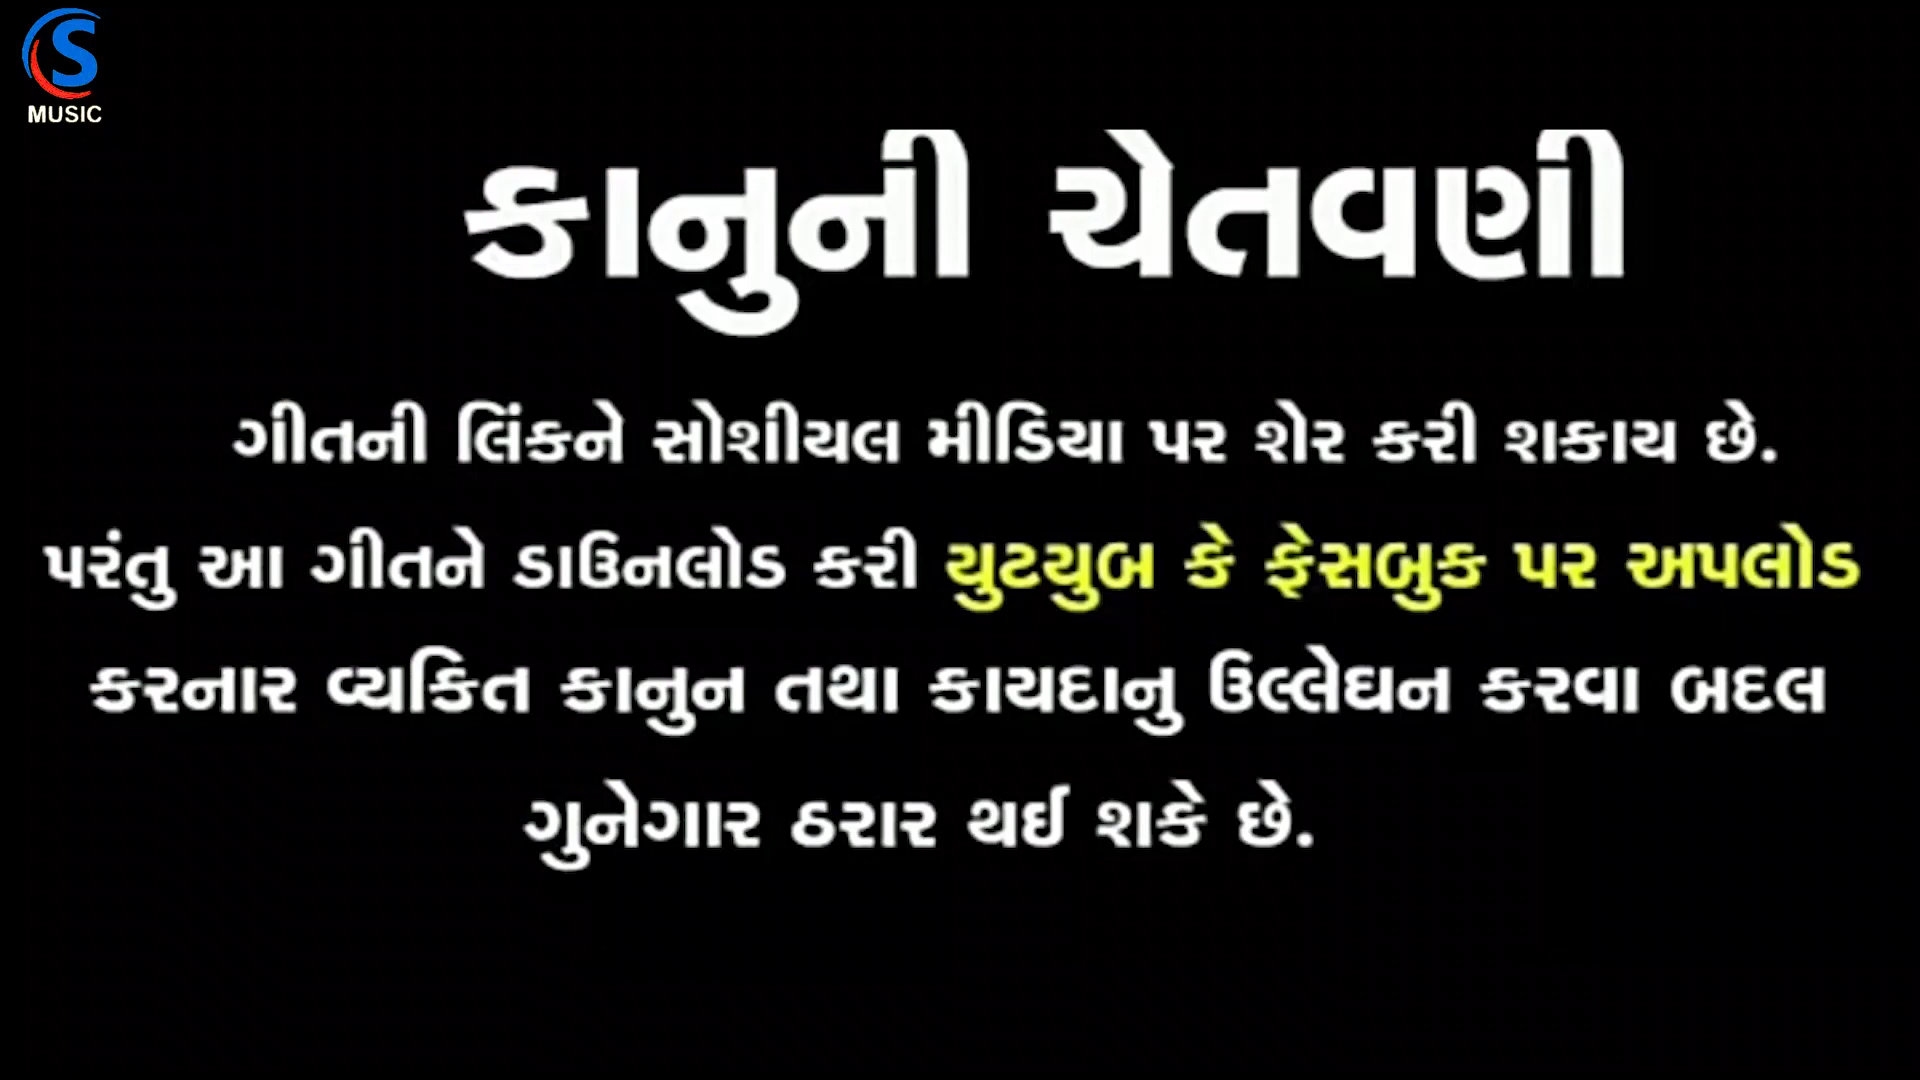 S
MUSIC
કાનુની ચેતવણી
ગીતની લિંકને સોશીયલ મીડિયા પર શેર કરી શકાય છે.
પરંતુ આ ગીતને ડાઉનલોડ કરી યુટયુબ કે ફેસબુક પર અપલોડ
કરનાર વ્યકિત કાનુન તથા કાયદાનુ ઉલ્લેઘન કરવા બદલ
ગુનેગાર ઠરાર થઈ શકે છે.